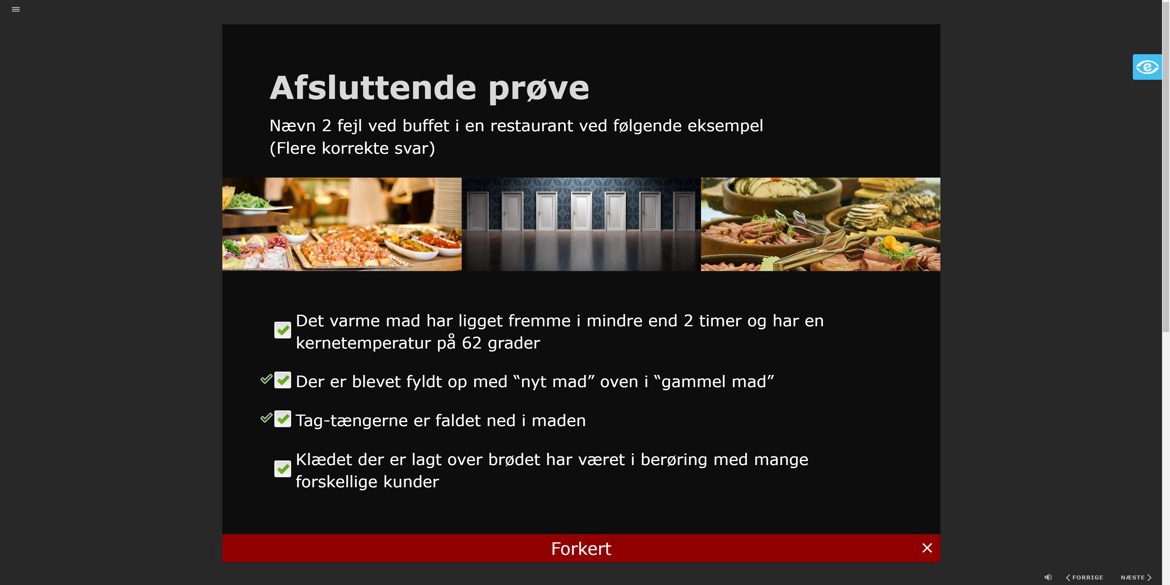 Afsluttende prøve
Nævn 2 fejl ved buffet i en restaurant ved følgende eksempel
(Flere korrekte svar)
Det varme mad har ligget fremme i mindre end 2 timer og har en
kernetemperatur på 62 grader
Der er blevet fyldt op med “nyt mad” oven i “gammel mad”
Tag-tængerne er faldet ned i maden
Klædet der er lagt over brødet har været i berøring med mange
forskellige kunder
Forkert
FORRIGE NÆSTE